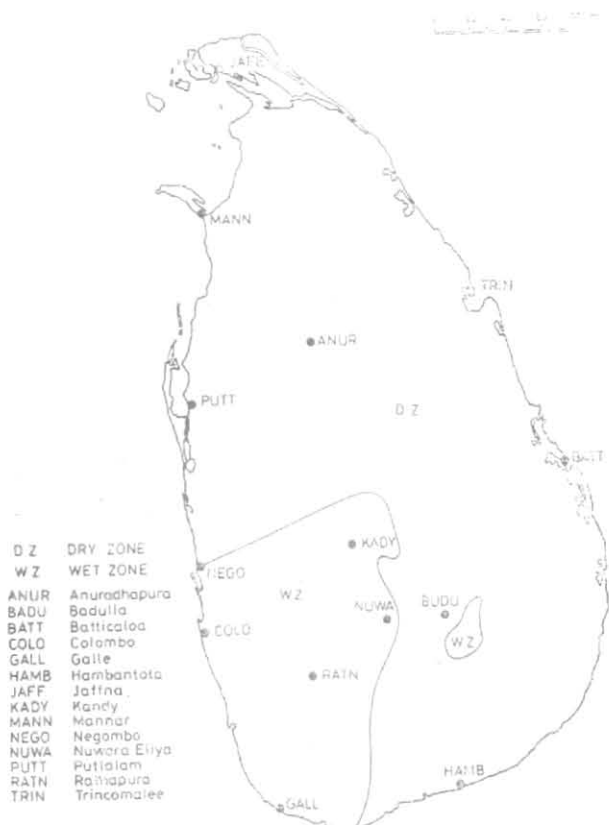 JAFF
MANN
TRIN
ANUR
PUTT
D Z
BATT
KADY
NEGO
W Z
BUDU
NUWA
COLO
W Z
RATN
HAMB
GALL
D Z DRY ZONE
W Z WET ZONE
ANUR Anuradhapura
BADU Badulla
BATT Batticaloa
COLO Colombo
GALL Galle
HAMB Hambantota
JAFF Jaffna
KADY Kandy
MANN Mannar
NEGO Negombo
NUWA Nuwara Eliya
PUTT Puttalam
RATN Ratnapura
TRIN Trincomalee